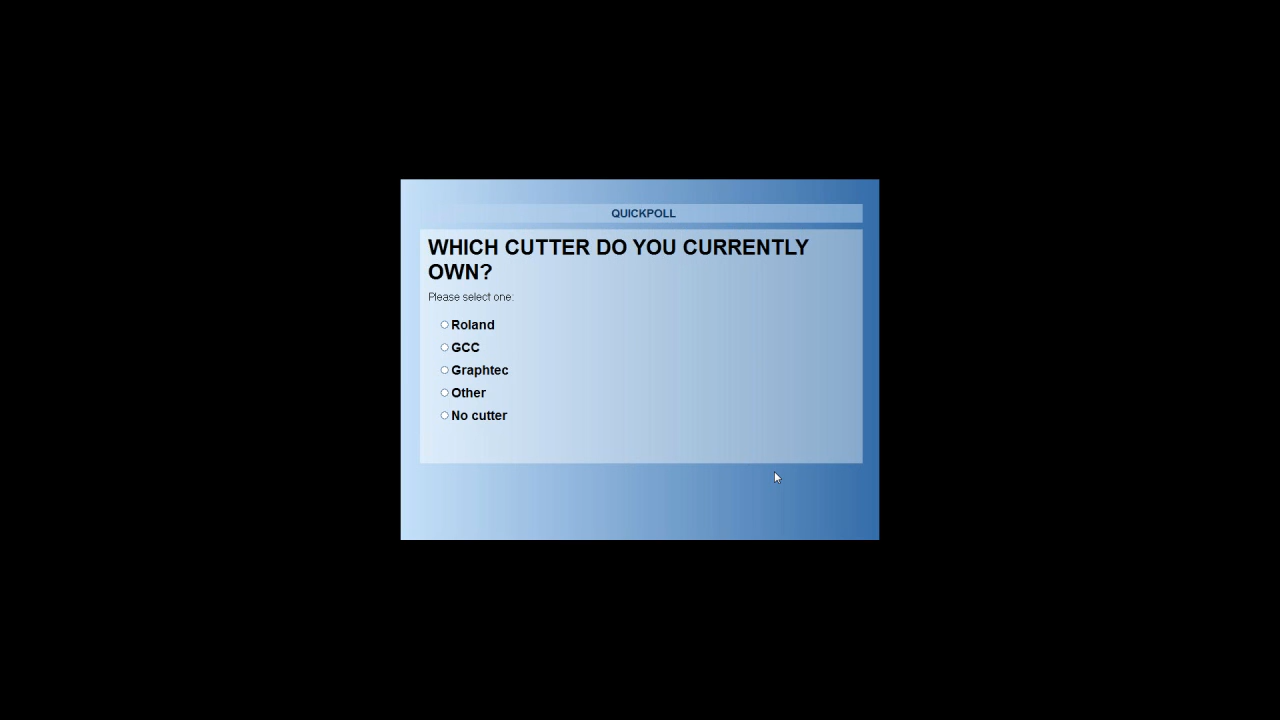 QUICKPOLL
WHICH CUTTER DO YOU CURRENTLY
OWN?
Please select one:
Roland
GCC
Graphtec
Other
No cutter